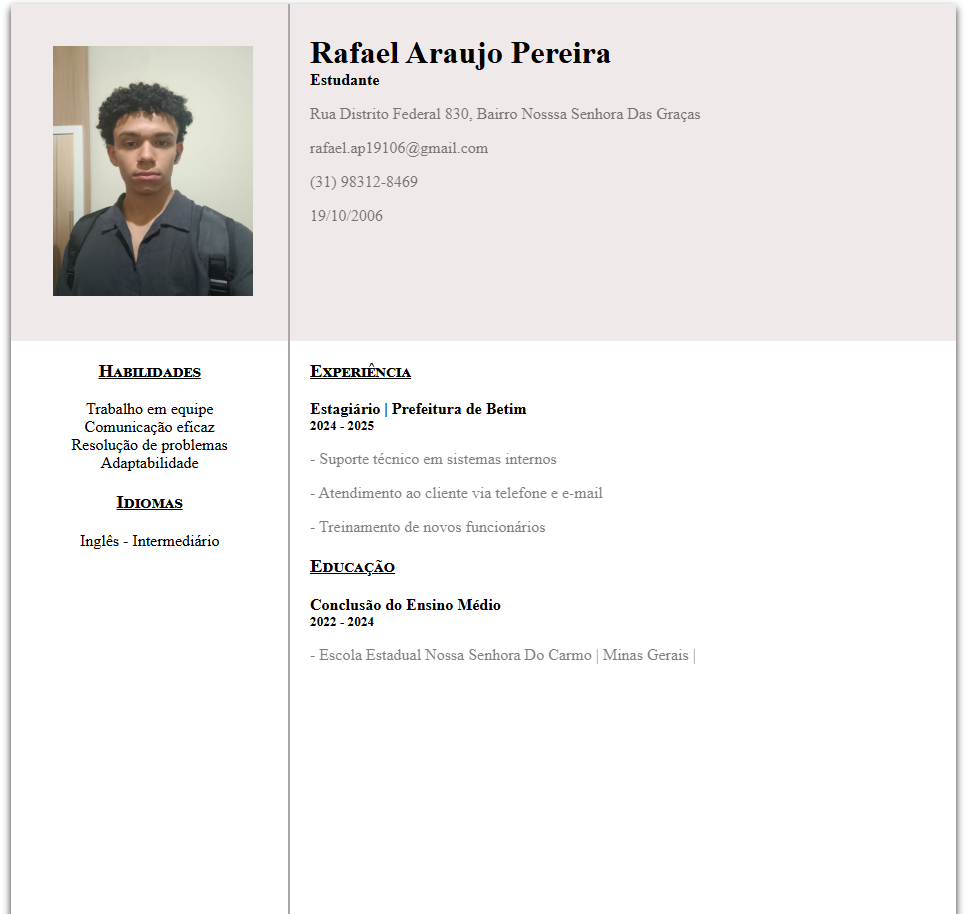 Rafael Araujo Pereira
Estudante
Rua Distrito Federal 830, Bairro Nosssa Senhora Das Graças
rafael.ap19106@gmail.com
(31) 98312-8469
19/10/2006
Habilidades
Trabalho em equipe
Comunicação eficaz
Resolução de problemas
Adaptabilidade
Idiomas
Inglês - Intermediário
Experiência
Estagiário | Prefeitura de Betim
2024 - 2025
- Suporte técnico em sistemas internos
- Atendimento ao cliente via telefone e e-mail
- Treinamento de novos funcionários
Educação
Conclusão do Ensino Médio
2022 - 2024
- Escola Estadual Nossa Senhora Do Carmo | Minas Gerais |